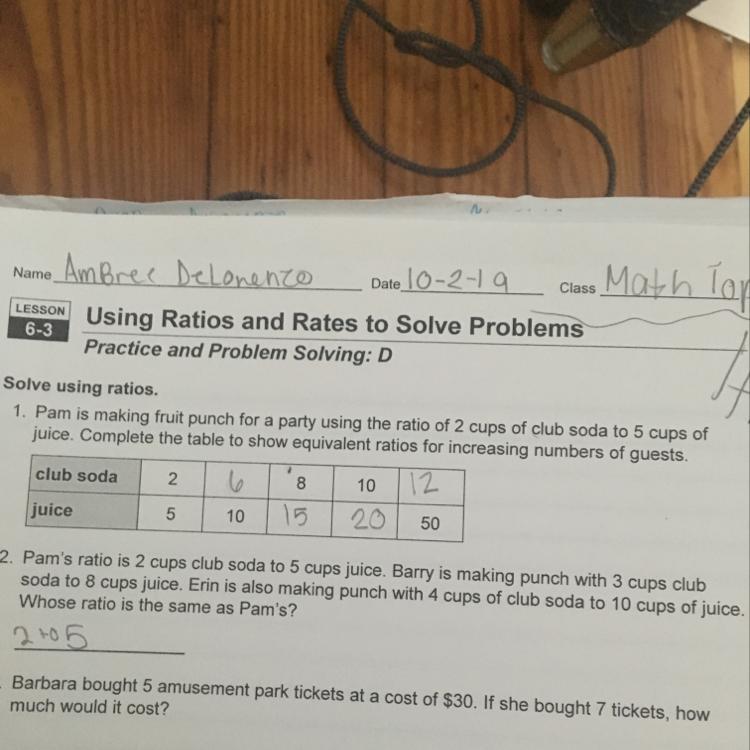 Name AmBree DeLorenzo Date 10-2-19 Class Math
LESSON
6-3
Using Ratios and Rates to Solve Problems
Practice and Problem Solving: D
Solve using ratios.
1. Pam is making fruit punch for a party using the ratio of 2 cups of club soda to 5 cups of
juice. Complete the table to show equivalent ratios for increasing numbers of guests.
club soda 2 6 8 10 12
juice 5 10 15 20 50
2. Pam's ratio is 2 cups club soda to 5 cups juice. Barry is making punch with 3 cups club
soda to 8 cups juice. Erin is also making punch with 4 cups of club soda to 10 cups of juice.
Whose ratio is the same as Pam's?
2 to 5
Barbara bought 5 amusement park tickets at a cost of $30. If she bought 7 tickets, how
much would it cost?